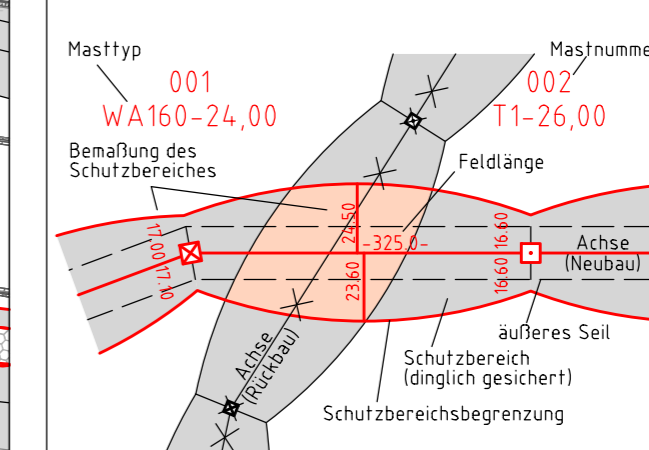 Masttyp
Mastnumme
001
WA160-24,00
002
T1-26,00
Bemaßung des
Schutzbereiches
Feldlänge
17.00
17.10
24.50
23.60
-325.0-
16.60
16.60
Achse
(Neubau)
Achse
(Rückbau)
äußeres Seil
Schutzbereich
(dinglich gesichert)
Schutzbereichsbegrenzung